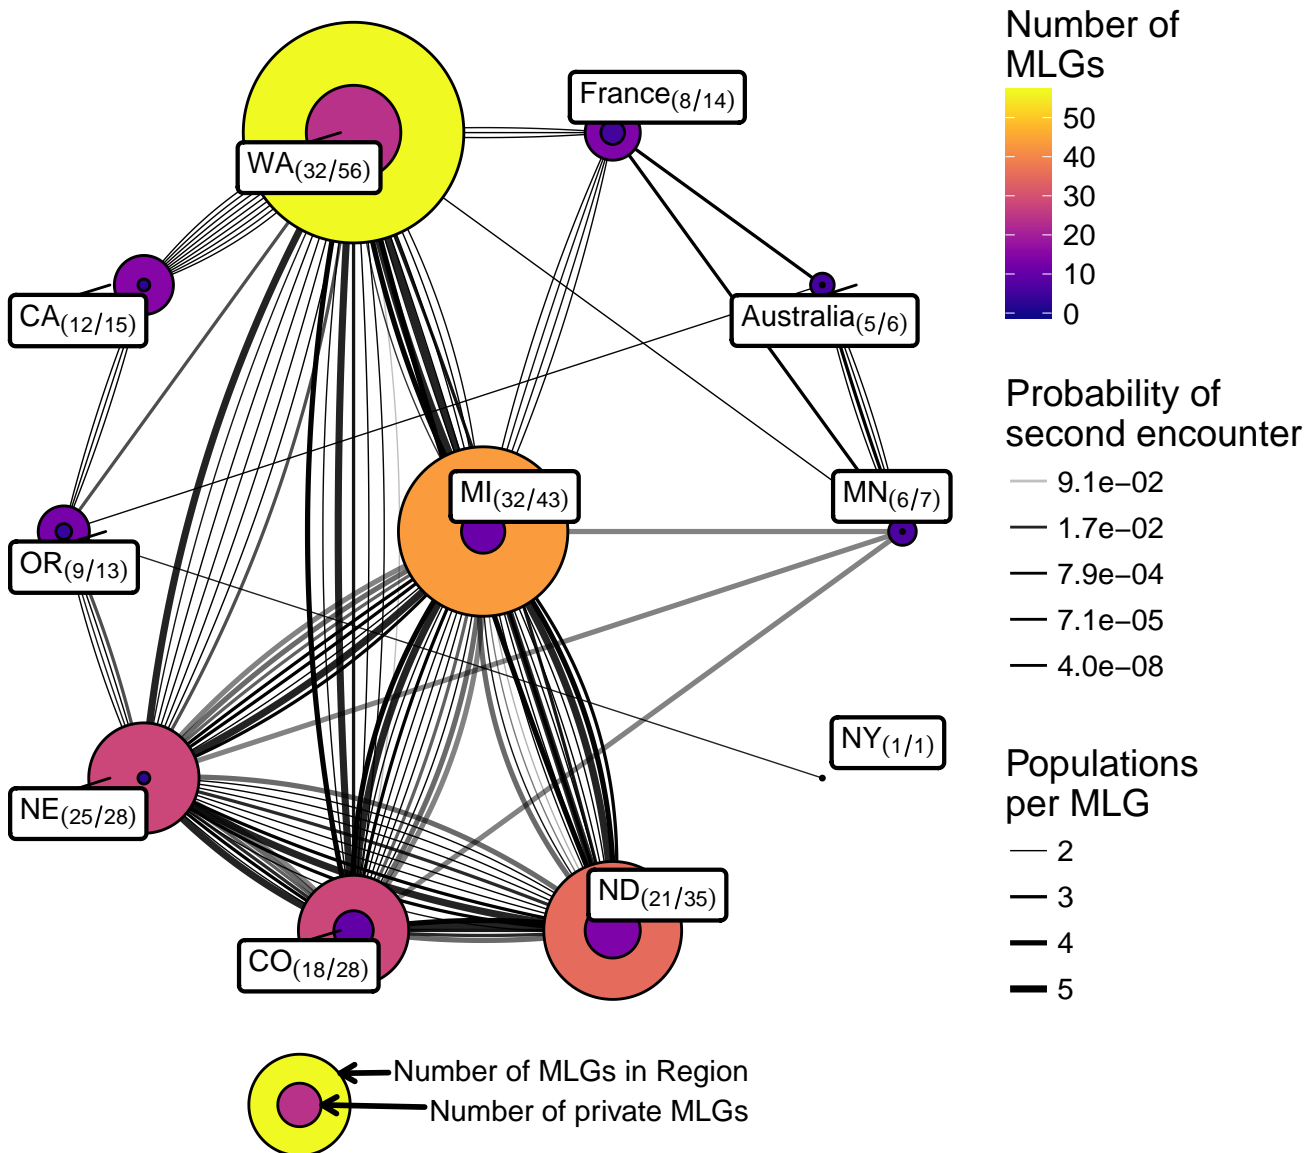 Number of
MLGs
50
40
30
20
10
0
Probability of
second encounter
9.1e−02
1.7e−02
7.9e−04
7.1e−05
4.0e−08
Populations
per MLG
2
3
4
5
France(8/14)
WA(32/56)
CA(12/15)
Australia(5/6)
MI(32/43)
MN(6/7)
OR(9/13)
NY(1/1)
NE(25/28)
ND(21/35)
CO(18/28)
Number of MLGs in Region
Number of private MLGs